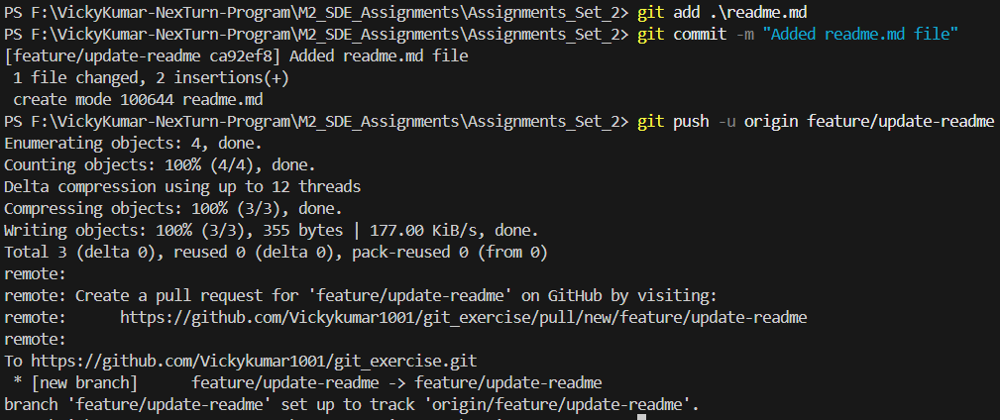 PS F:\VickyKumar-NexTurn-Program\M2_SDE_Assignments\Assignments_Set_2> git add .\readme.md
PS F:\VickyKumar-NexTurn-Program\M2_SDE_Assignments\Assignments_Set_2> git commit -m "Added readme.md file"
[feature/update-readme ca92ef8] Added readme.md file
 1 file changed, 2 insertions(+)
 create mode 100644 readme.md
PS F:\VickyKumar-NexTurn-Program\M2_SDE_Assignments\Assignments_Set_2> git push -u origin feature/update-readme
Enumerating objects: 4, done.
Counting objects: 100% (4/4), done.
Delta compression using up to 12 threads
Compressing objects: 100% (3/3), done.
Writing objects: 100% (3/3), 355 bytes | 177.00 KiB/s, done.
Total 3 (delta 0), reused 0 (delta 0), pack-reused 0 (from 0)
remote:
remote: Create a pull request for 'feature/update-readme' on GitHub by visiting:
remote:      https://github.com/Vickykumar1001/git_exercise/pull/new/feature/update-readme
remote:
To https://github.com/Vickykumar1001/git_exercise.git
 * [new branch]      feature/update-readme -> feature/update-readme
branch 'feature/update-readme' set up to track 'origin/feature/update-readme'.